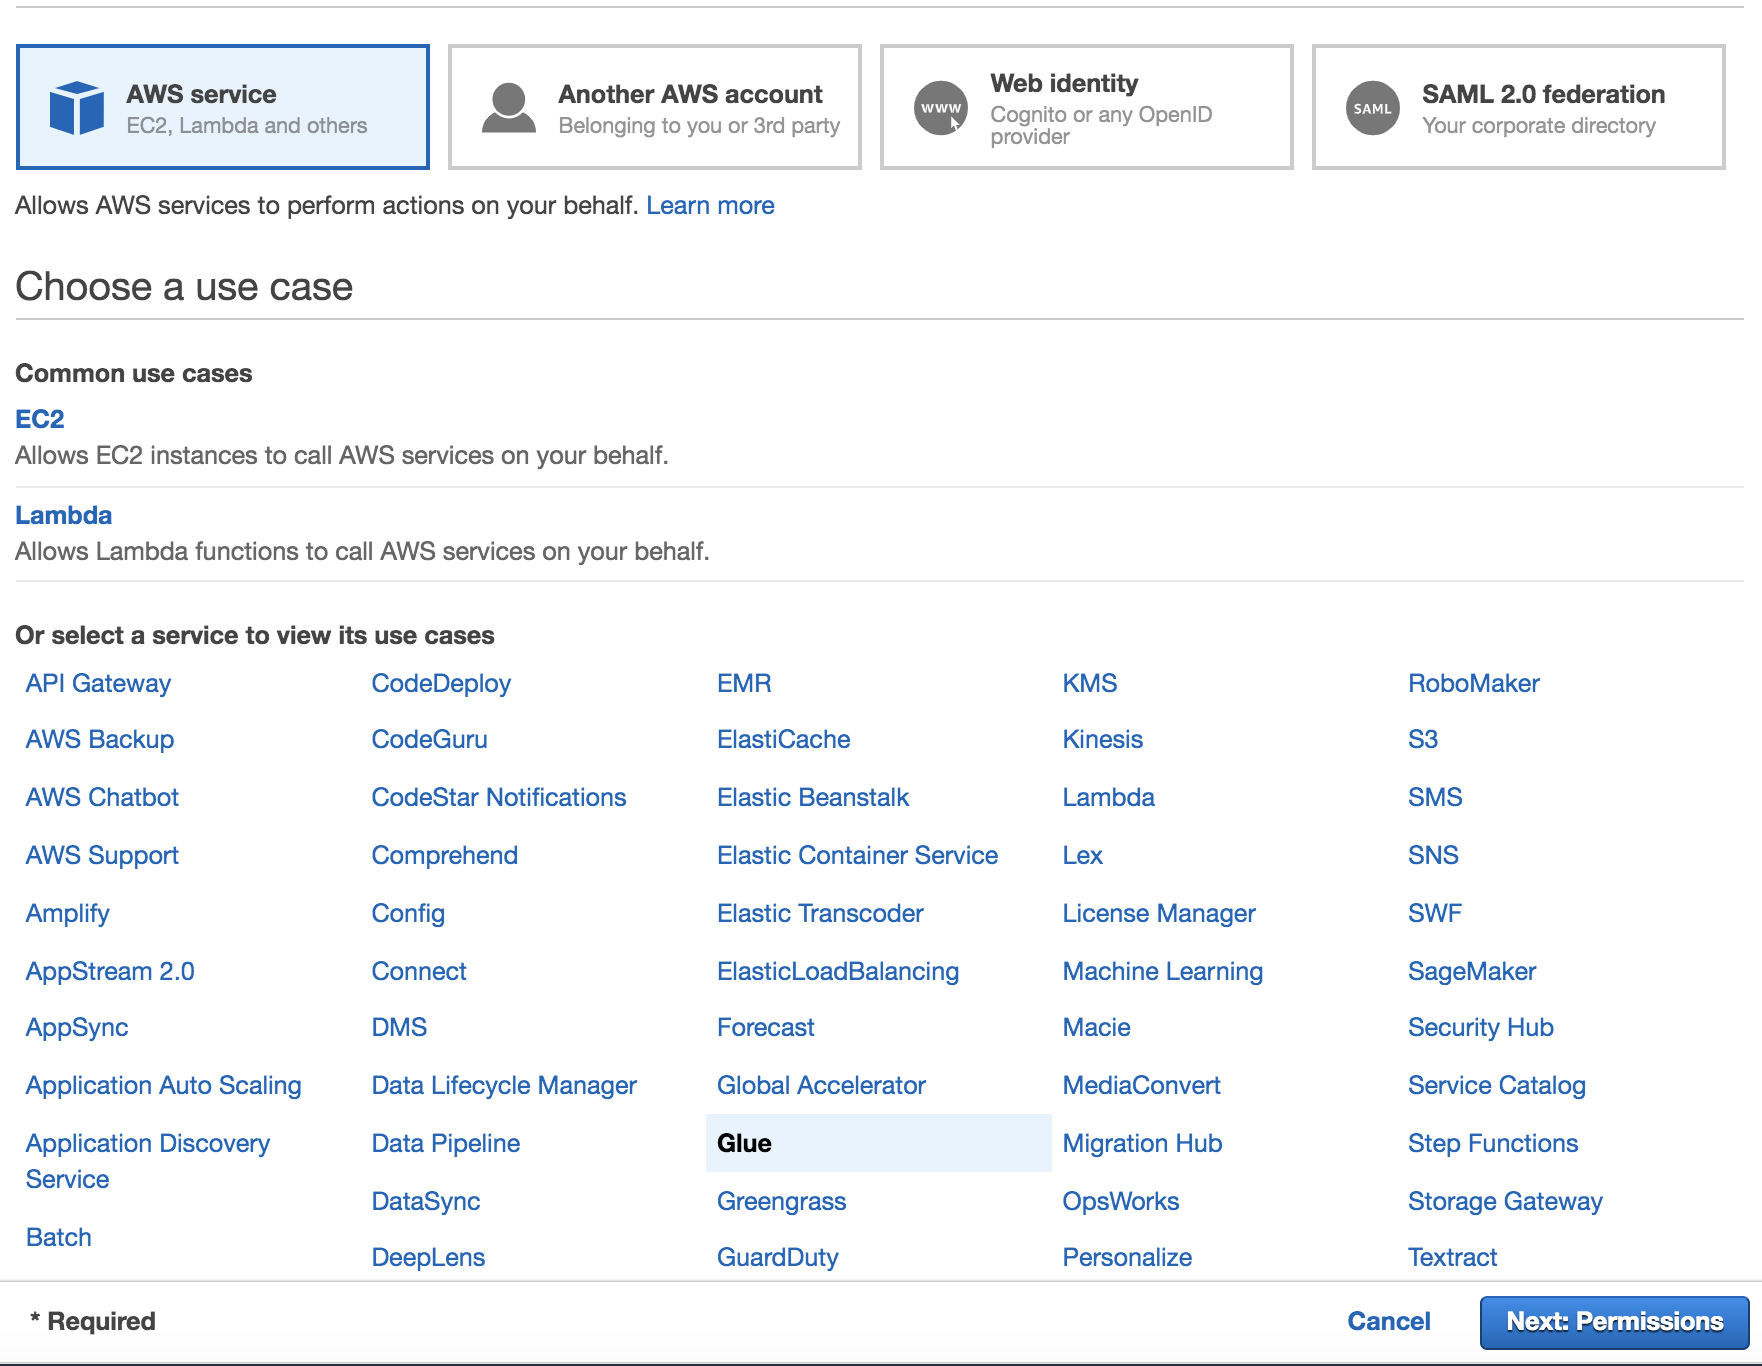 AWS service
EC2, Lambda and others
Another AWS account
Belonging to you or 3rd party
WWW
Web identity
Cognito or any OpenID
provider
SAML
SAML 2.0 federation
Your corporate directory
Allows AWS services to perform actions on your behalf. Learn more
Choose a use case
Common use cases
EC2
Allows EC2 instances to call AWS services on your behalf.
Lambda
Allows Lambda functions to call AWS services on your behalf.
Or select a service to view its use cases
API Gateway
AWS Backup
AWS Chatbot
AWS Support
Amplify
AppStream 2.0
AppSync
Application Auto Scaling
Application Discovery
Service
Batch
CodeDeploy
CodeGuru
CodeStar Notifications
Comprehend
Config
Connect
DMS
Data Lifecycle Manager
Data Pipeline
DataSync
DeepLens
EMR
ElastiCache
Elastic Beanstalk
Elastic Container Service
Elastic Transcoder
ElasticLoadBalancing
Forecast
Global Accelerator
Glue
Greengrass
GuardDuty
KMS
Kinesis
Lambda
Lex
License Manager
Machine Learning
Macie
MediaConvert
Migration Hub
OpsWorks
Personalize
RoboMaker
S3
SMS
SNS
SWF
SageMaker
Security Hub
Service Catalog
Step Functions
Storage Gateway
Textract
* Required
Cancel
Next: Permissions